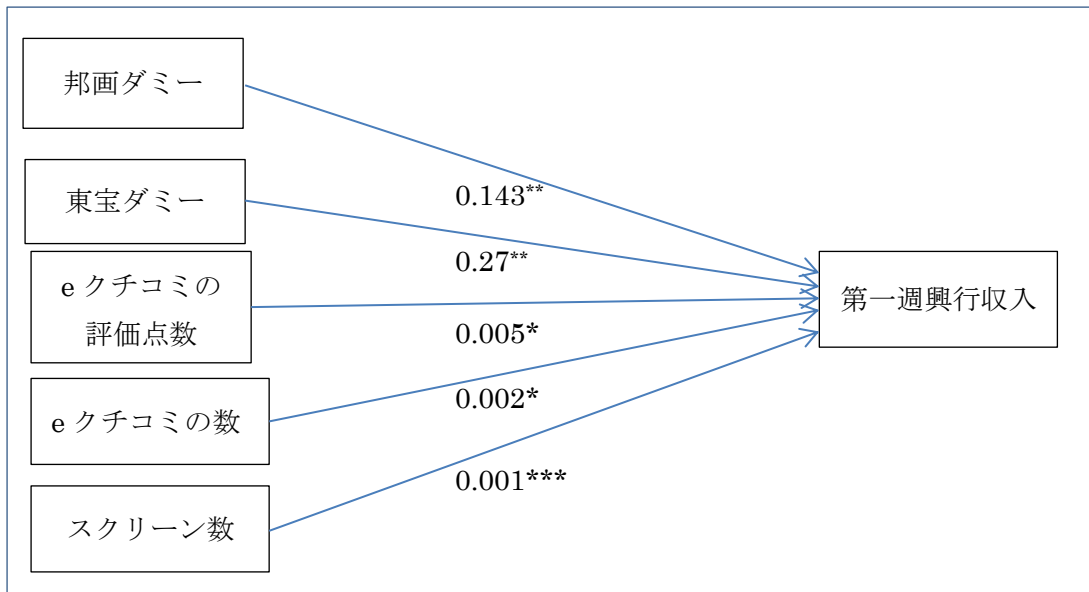 邦画ダミー
東宝ダミー
0.143**
0.27**
e クチコミの
評価点数
第一週興行収入
0.005*
e クチコミの数
0.002*
0.001***
スクリーン数